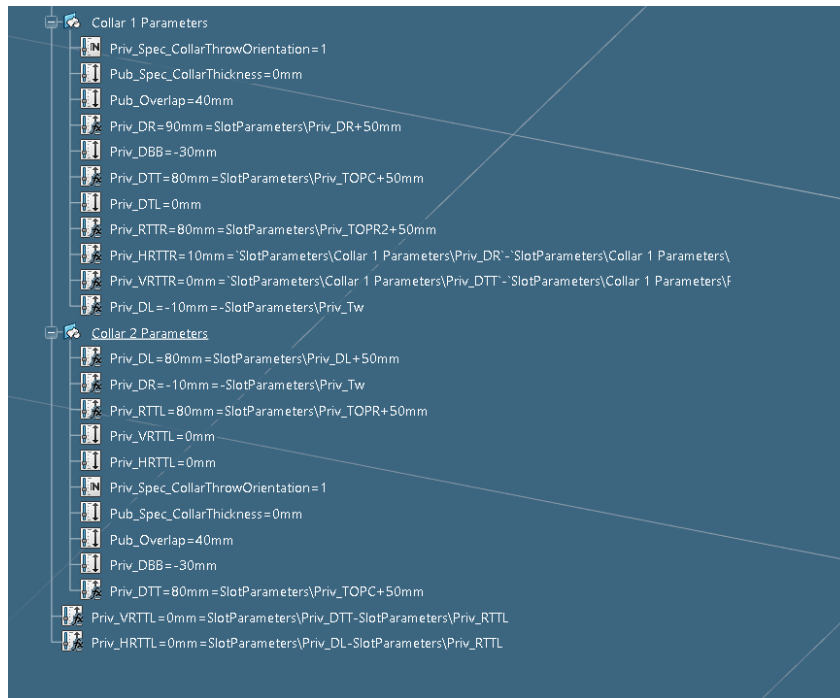 Collar 1 Parameters
Priv_Spec_CollarThrowOrientation=1
Pub_Spec_CollarThickness=0mm
Pub_Overlap=40mm
Priv_DR=90mm=SlotParameters\Priv_DR+50mm
Priv_DBB=-30mm
Priv_DTT=80mm=SlotParameters\Priv_TOPC+50mm
Priv_DTL=0mm
Priv_RTTR=80mm=SlotParameters\Priv_TOPR2+50mm
Priv_HRTTR=10mm=`SlotParameters\Collar 1 Parameters\Priv_DR`-`SlotParameters\Collar 1 Parameters\
Priv_VRTTR=0mm=`SlotParameters\Collar 1 Parameters\Priv_DTT`-`SlotParameters\Collar 1 Parameters\F
Priv_DL=-10mm=-SlotParameters\Priv_Tw
Collar 2 Parameters
Priv_DL=80mm=SlotParameters\Priv_DL+50mm
Priv_DR=-10mm=-SlotParameters\Priv_Tw
Priv_RTTL=80mm=SlotParameters\Priv_TOPR+50mm
Priv_VRTTL=0mm
Priv_HRTTL=0mm
Priv_Spec_CollarThrowOrientation=1
Pub_Spec_CollarThickness=0mm
Pub_Overlap=40mm
Priv_DBB=-30mm
Priv_DTT=80mm=SlotParameters\Priv_TOPC+50mm
Priv_VRTTL=0mm=SlotParameters\Priv_DTT-SlotParameters\Priv_RTTL
Priv_HRTTL=0mm=SlotParameters\Priv_DL-SlotParameters\Priv_RTTL